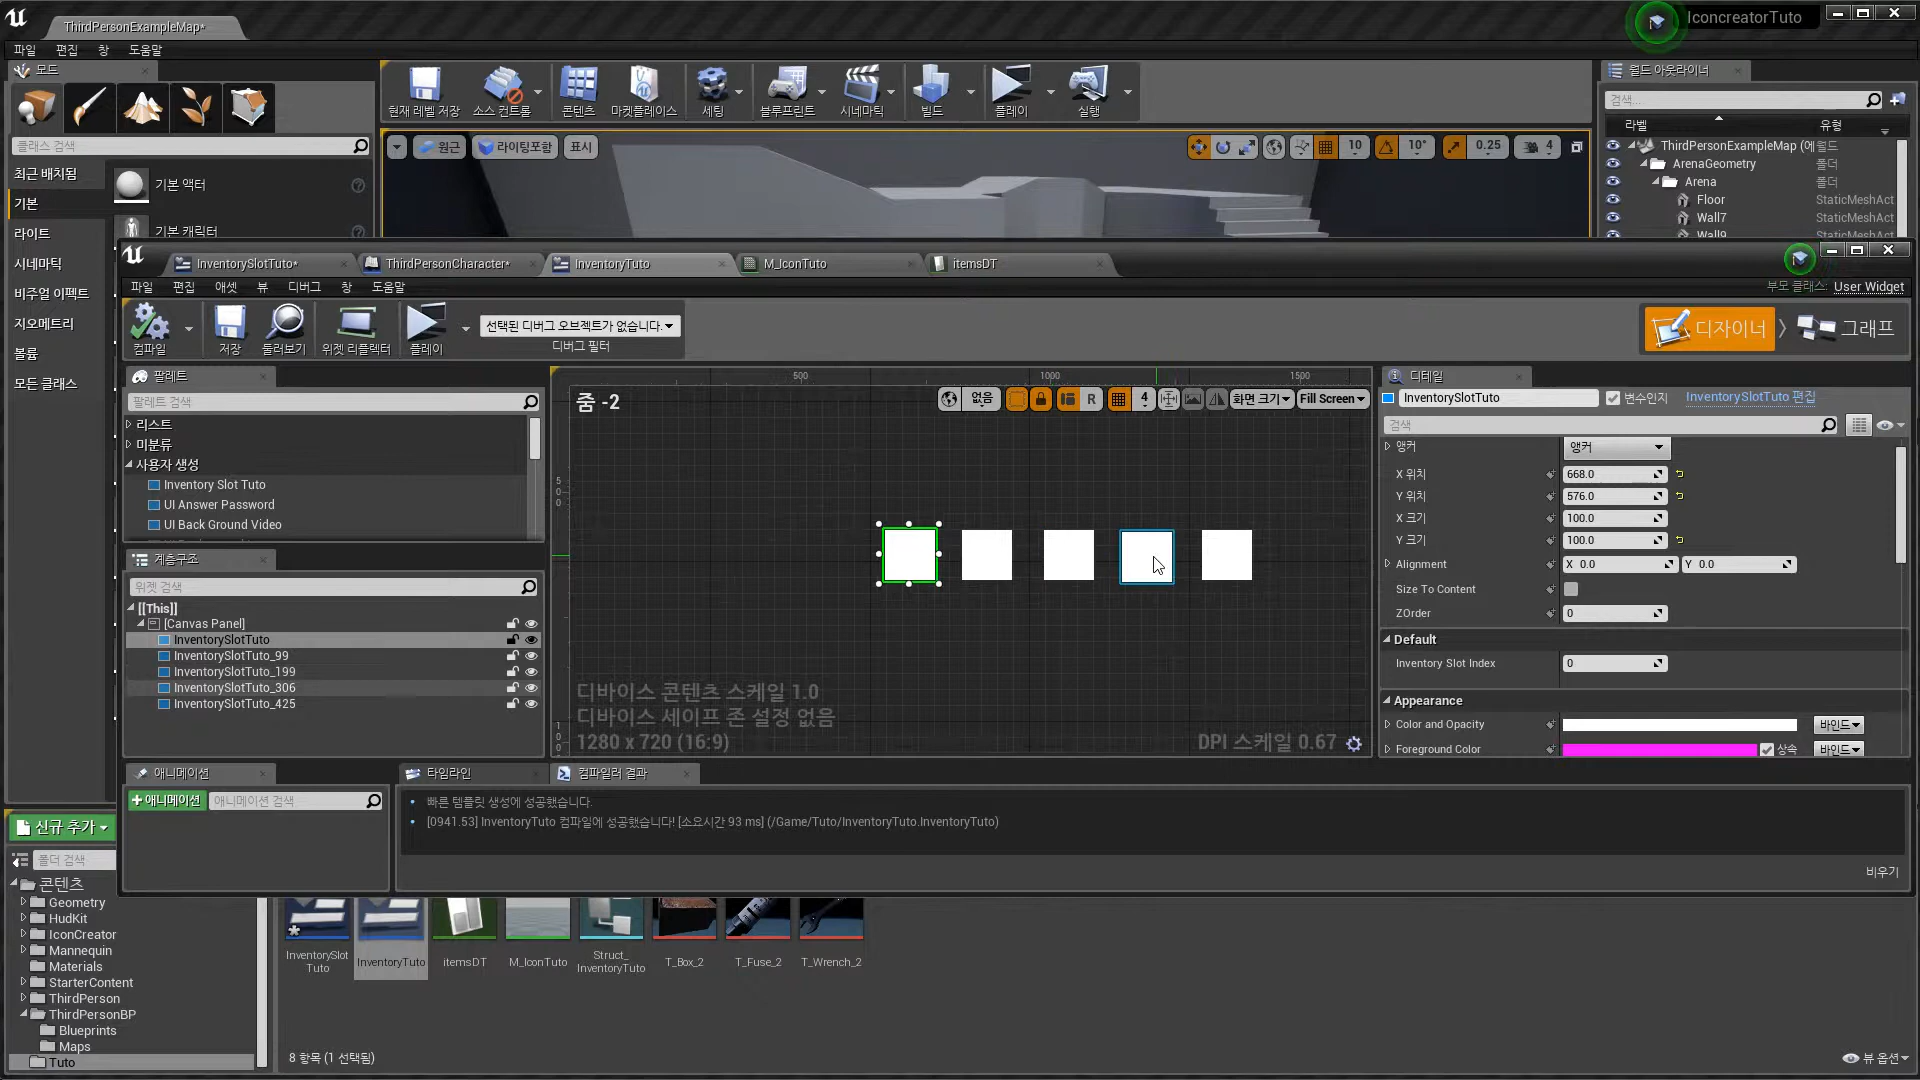 ThirdPersonExampleMap*
IconcreatorTuto
파일 편집 창 도움말
모드
월드 아웃라이너
현재 레벨 저장 소스 컨트롤 콘텐츠 마켓플레이스 세팅 블루프린트 시네마틱 빌드 플레이 실행
검색...
라벨 유형
클래스 검색
원근 라이팅포함 표시 10 10° 0.25 4
ThirdPersonExampleMap (에 월드
ArenaGeometry 폴더
Arena 폴더
Floor StaticMeshAct
Wall7 StaticMeshAct
Wall9
최근 배치됨
기본
라이트
시네마틱
비주얼 이펙트
지오메트리
볼륨
모든 클래스
기본 액터
기본 캐릭터
InventorySlotTuto* ThirdPersonCharacter* InventoryTuto M_IconTuto itemsDT
파일 편집 애셋 뷰 디버그 창 도움말
부모 클래스: User Widget
컴파일 저장 둘러보기 위젯 리플렉터 플레이
선택된 디버그 오브젝트가 없습니다.
디버그 필터
디자이너 그래프
팔레트
팔레트 검색
리스트
미분류
사용자 생성
Inventory Slot Tuto
UI Answer Password
UI Back Ground Video
계층구조
위젯 검색
[[This]]
[Canvas Panel]
InventorySlotTuto
InventorySlotTuto_99
InventorySlotTuto_199
InventorySlotTuto_306
InventorySlotTuto_425
500 1000 1500
줌 -2
없음 R 4 화면 크기 Fill Screen
디바이스 콘텐츠 스케일 1.0
디바이스 세이프 존 설정 없음
1280 x 720 (16:9)
DPI 스케일 0.67
디테일
InventorySlotTuto 변수인지 InventorySlotTuto 편집
검색
앵커 앵커
X 위치 668.0
Y 위치 576.0
X 크기 100.0
Y 크기 100.0
Alignment X 0.0 Y 0.0
Size To Content
ZOrder 0
Default
Inventory Slot Index 0
Appearance
Color and Opacity 바인드
Foreground Color 상속 바인드
애니메이션
+애니메이션 애니메이션 검색
타임라인 컴파일러 결과
빠른 템플릿 생성에 성공했습니다.
[0941.53] InventoryTuto 컴파일에 성공했습니다! [소요시간 93 ms] (/Game/Tuto/InventoryTuto.InventoryTuto)
비우기
신규 추가
폴더 검색
콘텐츠
Geometry
HudKit
IconCreator
Mannequin
Materials
StarterContent
ThirdPerson
ThirdPersonBP
Blueprints
Maps
Tuto
InventorySlot
Tuto
InventoryTuto
itemsDT
M_IconTuto
Struct_
InventoryTuto
T_Box_2
T_Fuse_2
T_Wrench_2
8 항목 (1 선택됨)
뷰 옵션